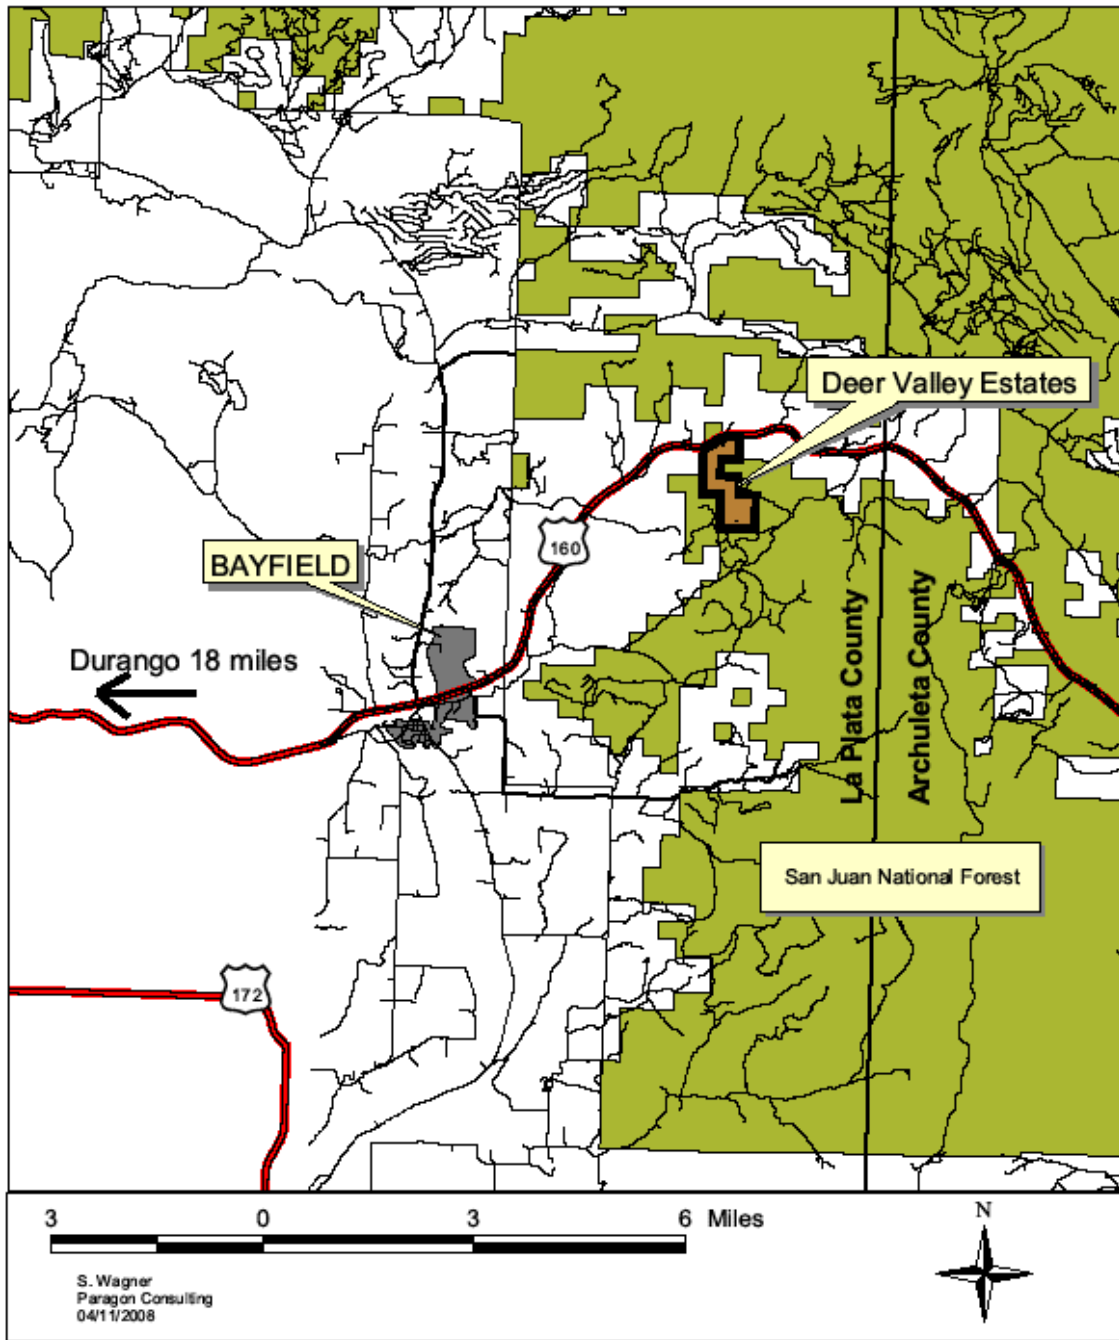 Deer Valley Estates
160
BAYFIELD
Durango 18 miles
La Plata County
Archuleta County
San Juan National Forest
172
3 0 3 6 Miles
N
S. Wagner
Paragon Consulting
04/11/2008